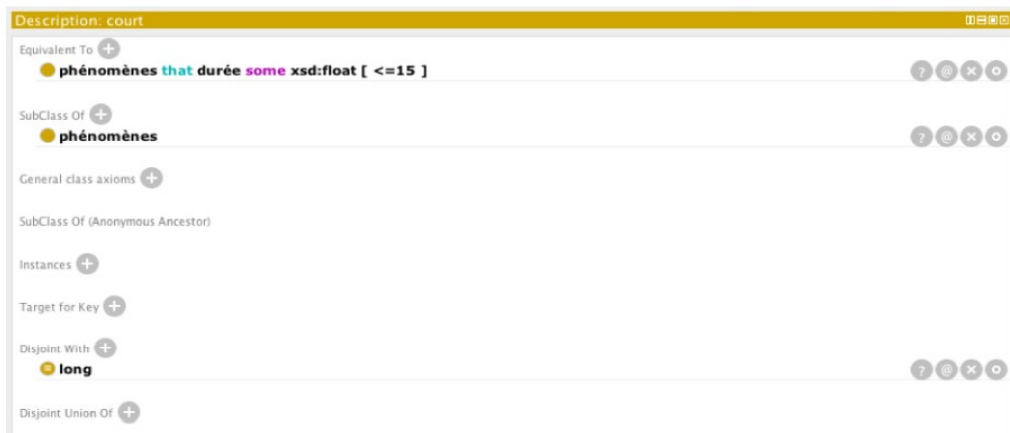 Description: court
Equivalent To
phénomènes that durée some xsd:float [ <=15 ]
? @ × o
SubClass Of
phénomènes
? @ × o
General class axioms
SubClass Of (Anonymous Ancestor)
Instances
Target for Key
Disjoint With
long
? @ × o
Disjoint Union Of